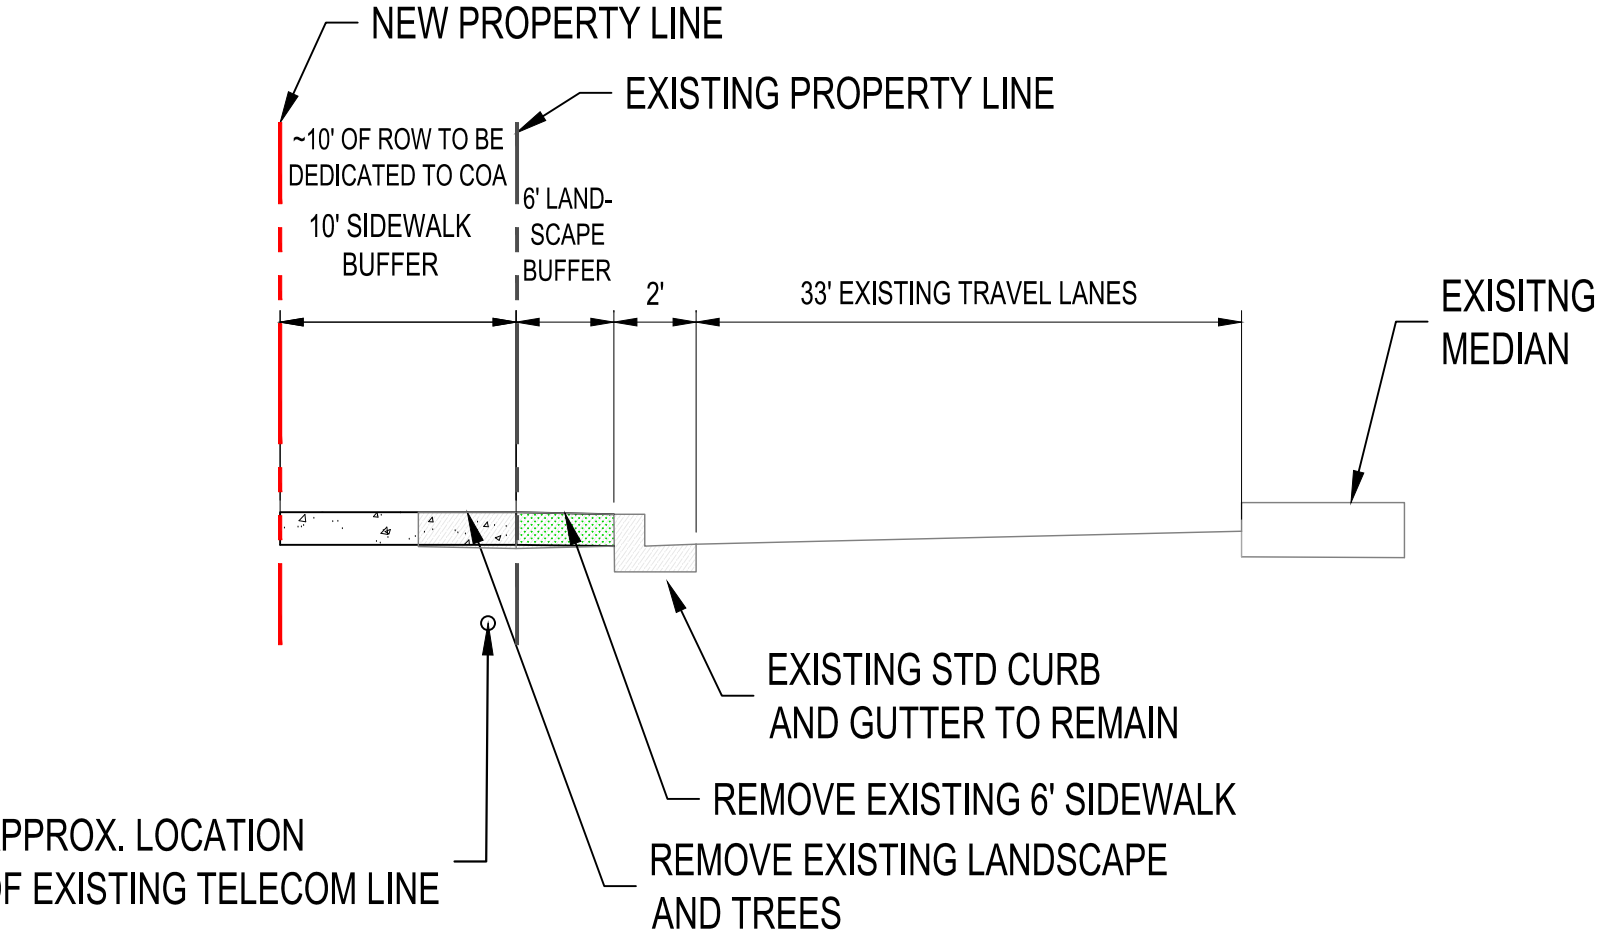 NEW PROPERTY LINE
EXISTING PROPERTY LINE
~10' OF ROW TO BE
DEDICATED TO COA
10' SIDEWALK
BUFFER
6' LAND-
SCAPE
BUFFER
2'
33' EXISTING TRAVEL LANES
EXISITNG
MEDIAN
EXISTING STD CURB
AND GUTTER TO REMAIN
REMOVE EXISTING 6' SIDEWALK
REMOVE EXISTING LANDSCAPE
AND TREES
PPROX. LOCATION
OF EXISTING TELECOM LINE